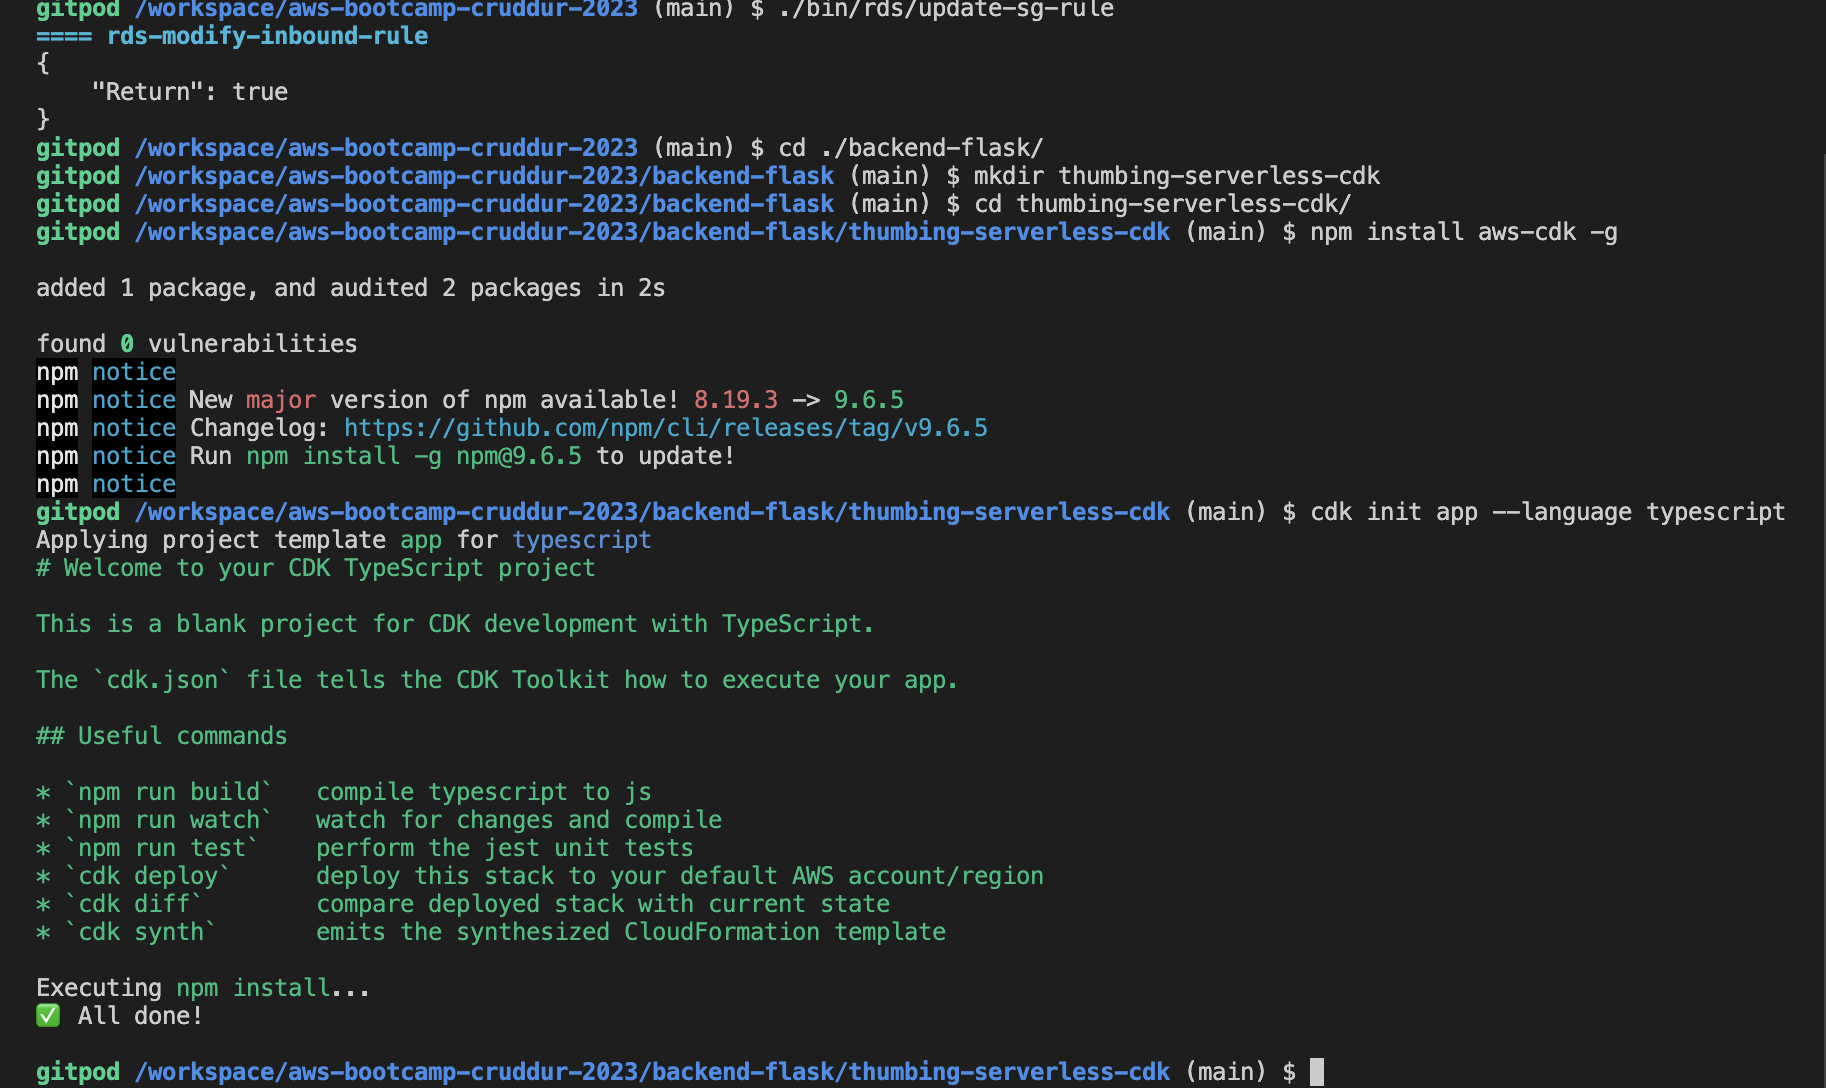 gitpod /workspace/aws-bootcamp-cruddur-2023 (main) $ ./bin/rds/update-sg-rule
==== rds-modify-inbound-rule
{
    "Return": true
}
gitpod /workspace/aws-bootcamp-cruddur-2023 (main) $ cd ./backend-flask/
gitpod /workspace/aws-bootcamp-cruddur-2023/backend-flask (main) $ mkdir thumbing-serverless-cdk
gitpod /workspace/aws-bootcamp-cruddur-2023/backend-flask (main) $ cd thumbing-serverless-cdk/
gitpod /workspace/aws-bootcamp-cruddur-2023/backend-flask/thumbing-serverless-cdk (main) $ npm install aws-cdk -g
added 1 package, and audited 2 packages in 2s
found 0 vulnerabilities
npm notice
npm notice New major version of npm available! 8.19.3 -> 9.6.5
npm notice Changelog: https://github.com/npm/cli/releases/tag/v9.6.5
npm notice Run npm install -g npm@9.6.5 to update!
npm notice
gitpod /workspace/aws-bootcamp-cruddur-2023/backend-flask/thumbing-serverless-cdk (main) $ cdk init app --language typescript
Applying project template app for typescript
# Welcome to your CDK TypeScript project
This is a blank project for CDK development with TypeScript.
The `cdk.json` file tells the CDK Toolkit how to execute your app.
## Useful commands
* `npm run build`   compile typescript to js
* `npm run watch`   watch for changes and compile
* `npm run test`    perform the jest unit tests
* `cdk deploy`      deploy this stack to your default AWS account/region
* `cdk diff`        compare deployed stack with current state
* `cdk synth`       emits the synthesized CloudFormation template
Executing npm install...
✅ All done!
gitpod /workspace/aws-bootcamp-cruddur-2023/backend-flask/thumbing-serverless-cdk (main) $